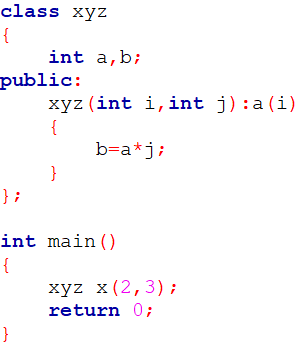 class xyz
{
    int a,b;
public:
    xyz(int i,int j):a(i)
    {
        b=a*j;
    }
};

int main()
{
    xyz x(2,3);
    return 0;
}